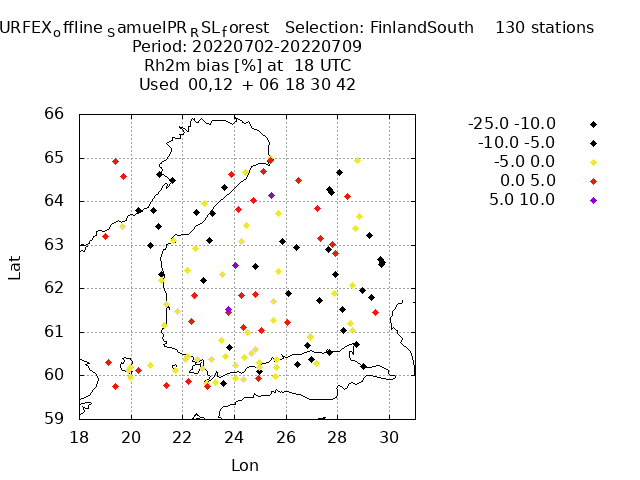 URFEXoffline SamuelPRRSLforest Selection: FinlandSouth 130 stations
Period: 20220702-20220709
Rh2m bias [%] at 18 UTC
Used 00,12 + 06 18 30 42
-25.0 -10.0
-10.0 -5.0
-5.0 0.0
0.0 5.0
5.0 10.0
66
65
64
63
62
61
60
59
Lat
18 20 22 24 26 28 30
Lon